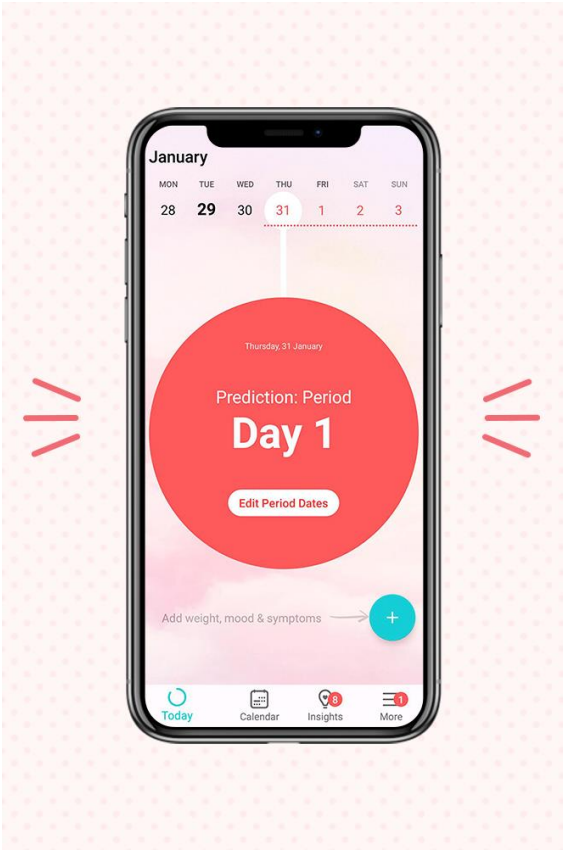 January
MON TUE WED THU FRI SAT SUN
28 29 30 31 1 2 3
Thursday, 31 January
Prediction: Period
Day 1
Edit Period Dates
Add weight, mood & symptoms
+
8 1
Today Calendar Insights More